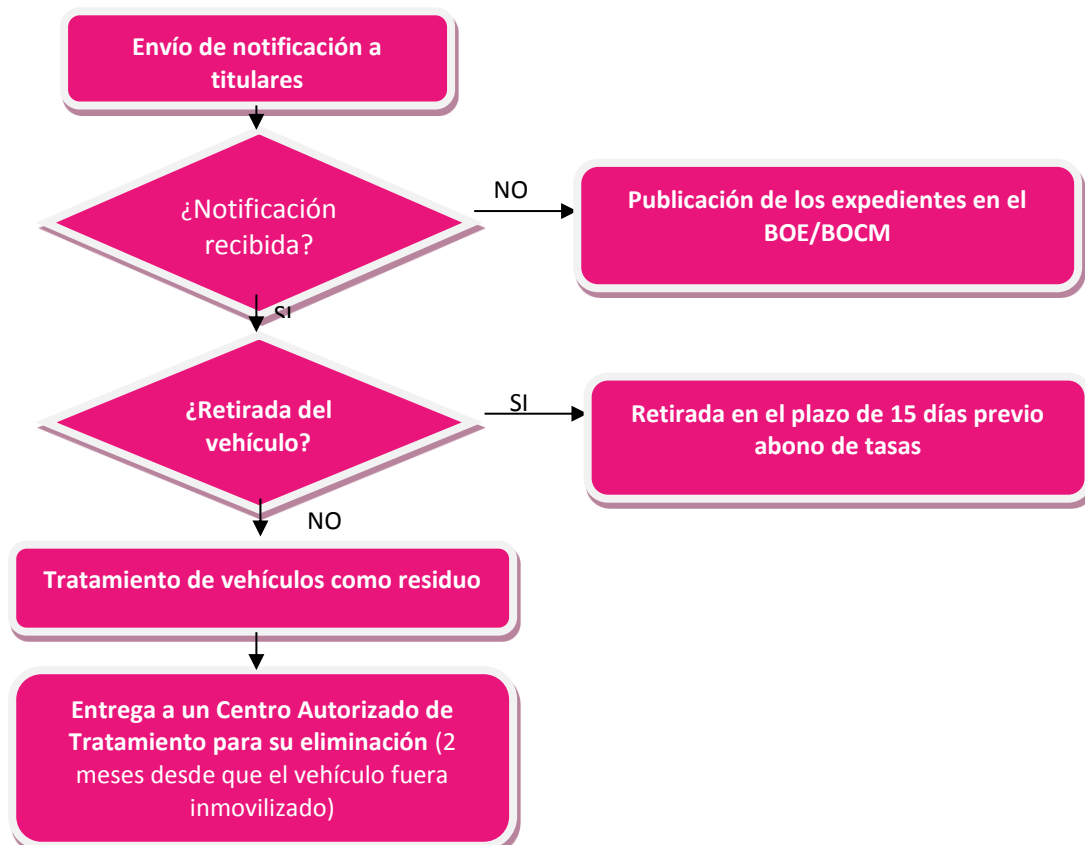 Envío de notificación a
titulares
¿Notificación
recibida?
NO
Publicación de los expedientes en el
BOE/BOCM
SI
¿Retirada del
vehículo?
SI
Retirada en el plazo de 15 días previo
abono de tasas
NO
Tratamiento de vehículos como residuo
Entrega a un Centro Autorizado de
Tratamiento para su eliminación (2
meses desde que el vehículo fuera
inmovilizado)